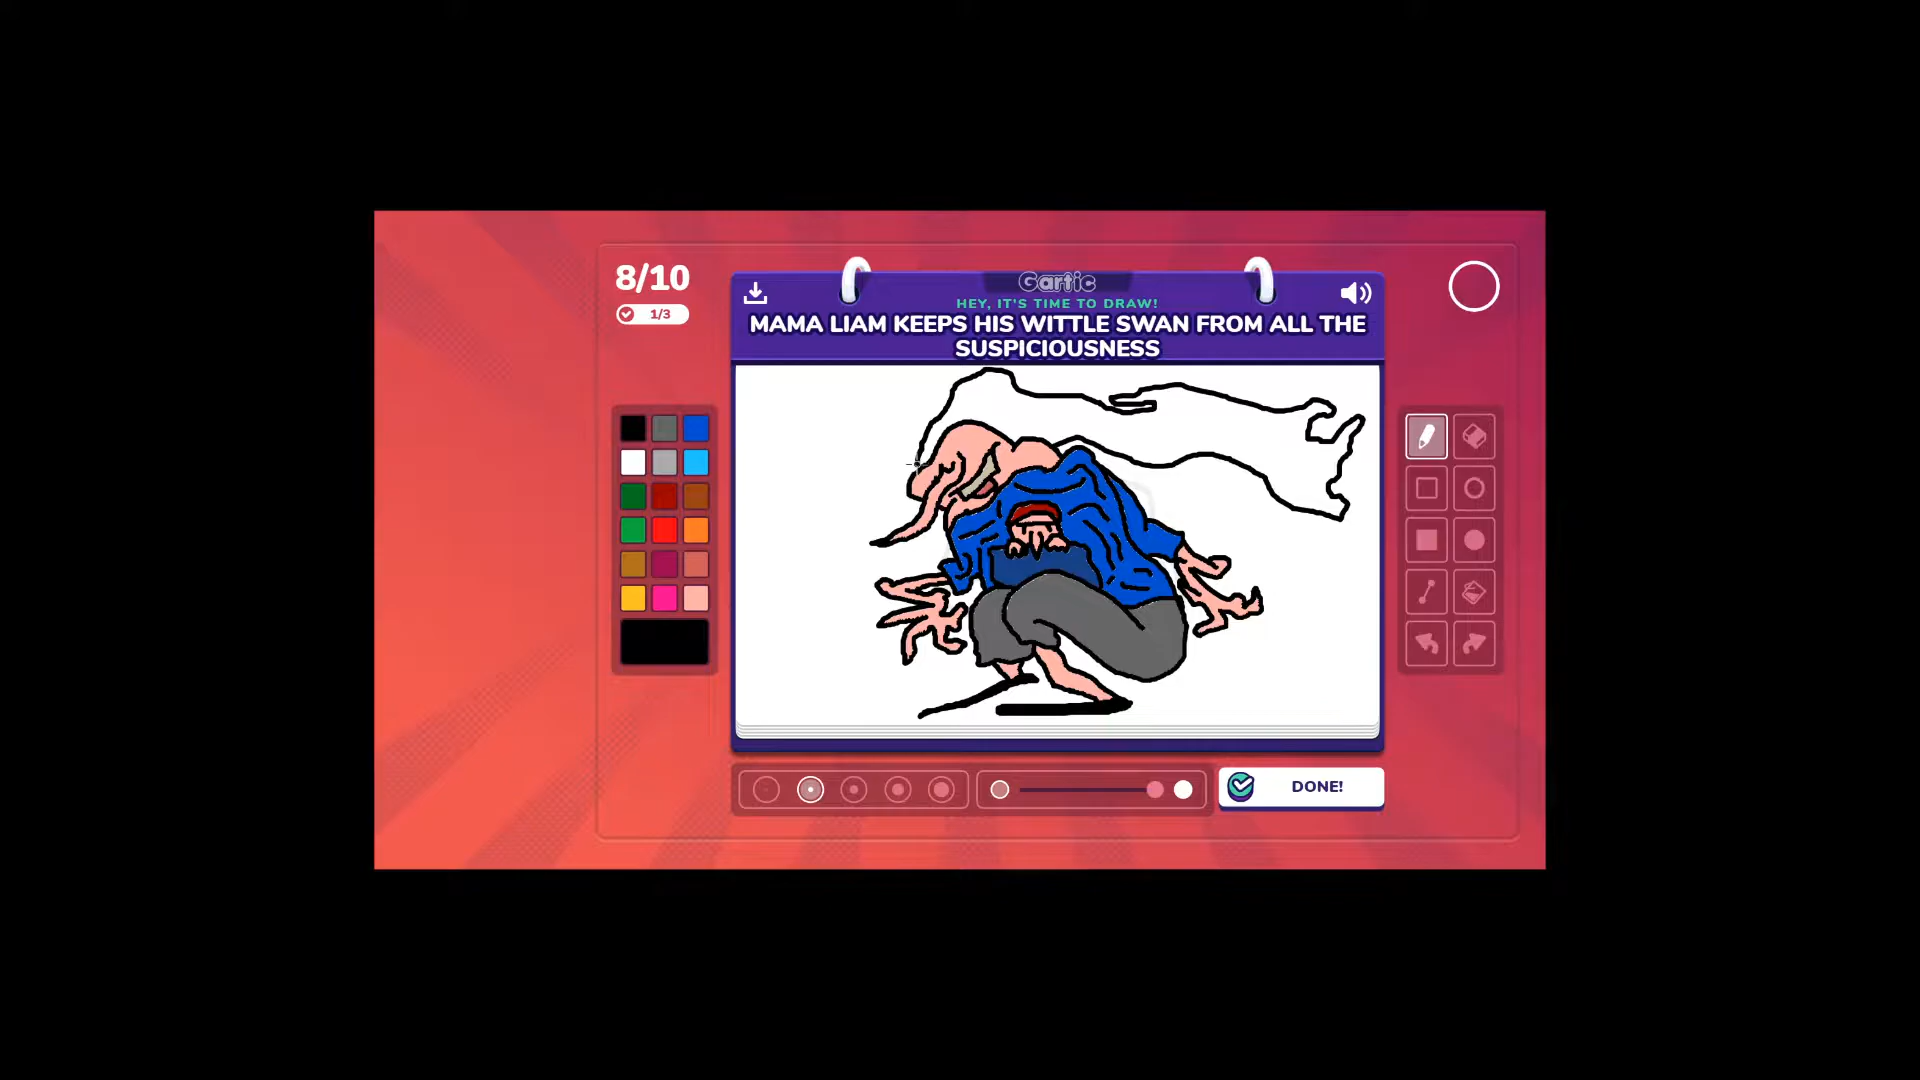 8/10
1/3
Gartic
HEY, IT'S TIME TO DRAW!
MAMA LIAM KEEPS HIS WITTLE SWAN FROM ALL THE
SUSPICIOUSNESS
DONE!